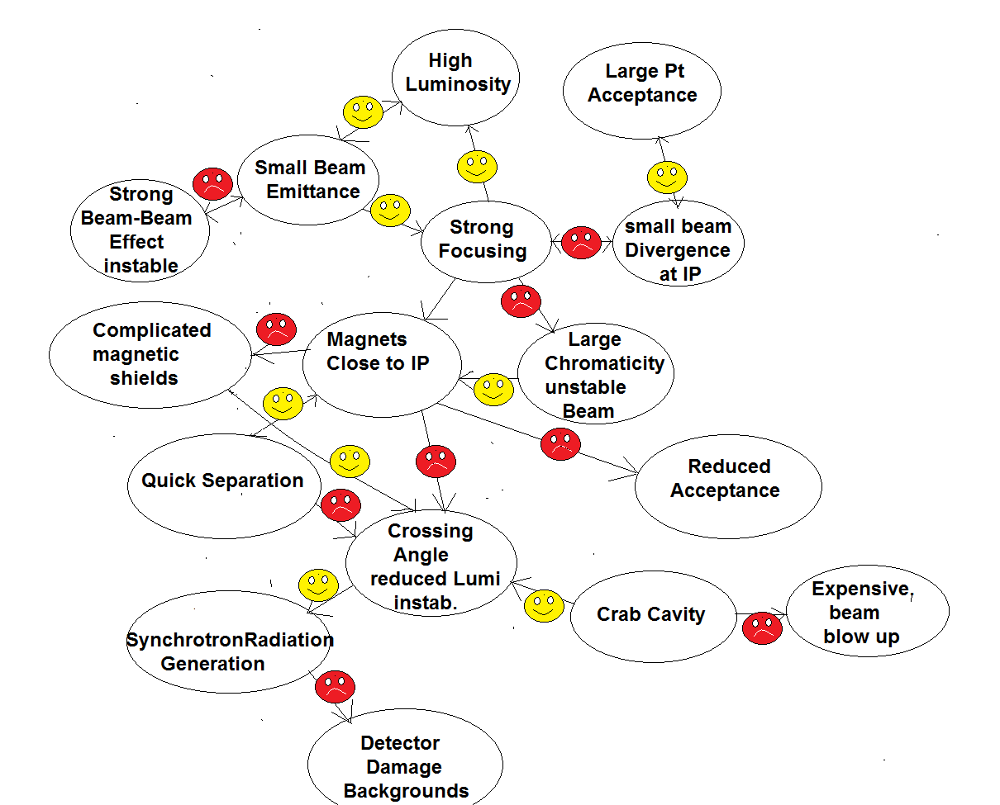 High
Luminosity
Large Pt
Acceptance
Small Beam
Emittance
Strong
Beam-Beam
Effect
instable
Strong
Focusing
small beam
Divergence
at IP
Complicated
magnetic
shields
Magnets
Close to IP
Large
Chromaticity
unstable
Beam
Quick Separation
Reduced
Acceptance
Crossing
Angle
reduced Lumi
instab.
Crab Cavity
Expensive,
beam
blow up
SynchrotronRadiation
Generation
Detector
Damage
Backgrounds